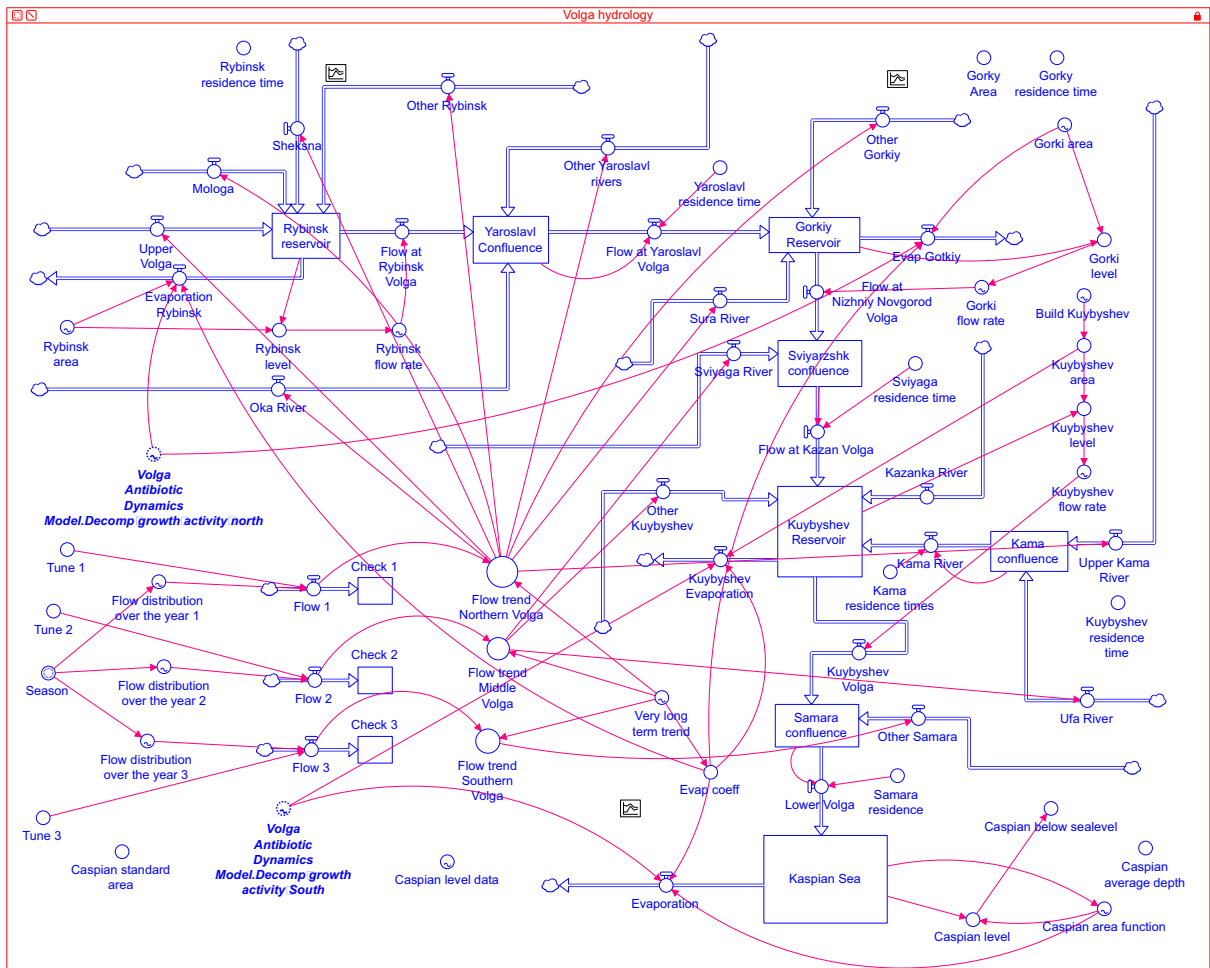 Volga hydrology
Rybinsk
residence time
Other Rybinsk
Sheksna
Mologa
Other Yaroslavl
rivers
Yaroslavl
residence time
Other
Gorkiy
Gorky
Area
Gorky
residence time
Gorki area
Upper
Volga
Rybinsk
reservoir
Flow at
Rybinsk
Volga
Yaroslavl
Confluence
Flow at Yaroslavl
Volga
Gorkiy
Reservoir
Evap Gotkiy
Gorki
level
Evaporation
Rybinsk
Rybinsk
area
Rybinsk
level
Rybinsk
flow rate
Sura River
Flow at
Nizhniy Novgorod
Volga
Gorki
flow rate
Build Kuybyshev
Sviyaga River
Sviyarzshk
confluence
Sviyaga
residence time
Kuybyshev
area
Oka River
Kuybyshev
level
Flow at Kazan Volga
Volga
Antibiotic
Dynamics
Model.Decomp growth activity north
Kazanka River
Kuybyshev
flow rate
Other
Kuybyshev
Kuybyshev
Reservoir
Kama River
Kama
confluence
Upper Kama
River
Tune 1
Flow distribution
over the year 1
Flow 1
Check 1
Flow trend
Northern Volga
Kuybyshev
Evaporation
Kama
residence times
Kuybyshev
residence
time
Tune 2
Season
Flow distribution
over the year 2
Flow 2
Check 2
Flow trend
Middle
Volga
Kuybyshev
Volga
Ufa River
Very long
term trend
Samara
confluence
Other Samara
Flow distribution
over the year 3
Flow 3
Check 3
Flow trend
Southern
Volga
Evap coeff
Lower Volga
Samara
residence
Tune 3
Volga
Antibiotic
Dynamics
Model.Decomp growth
activity South
Caspian standard
area
Caspian level data
Evaporation
Kaspian Sea
Caspian below sealevel
Caspian
average depth
Caspian level
Caspian area function